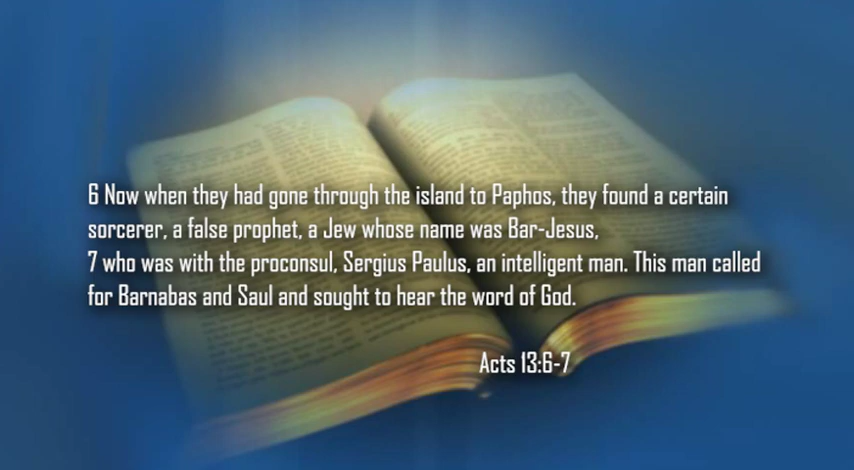 6 Now when they had gone through the island to Paphos, they found a certain
sorcerer, a false prophet, a Jew whose name was Bar-Jesus,
7 who was with the proconsul, Sergius Paulus, an intelligent man. This man called
for Barnabas and Saul and sought to hear the word of God.
Acts 13:6-7